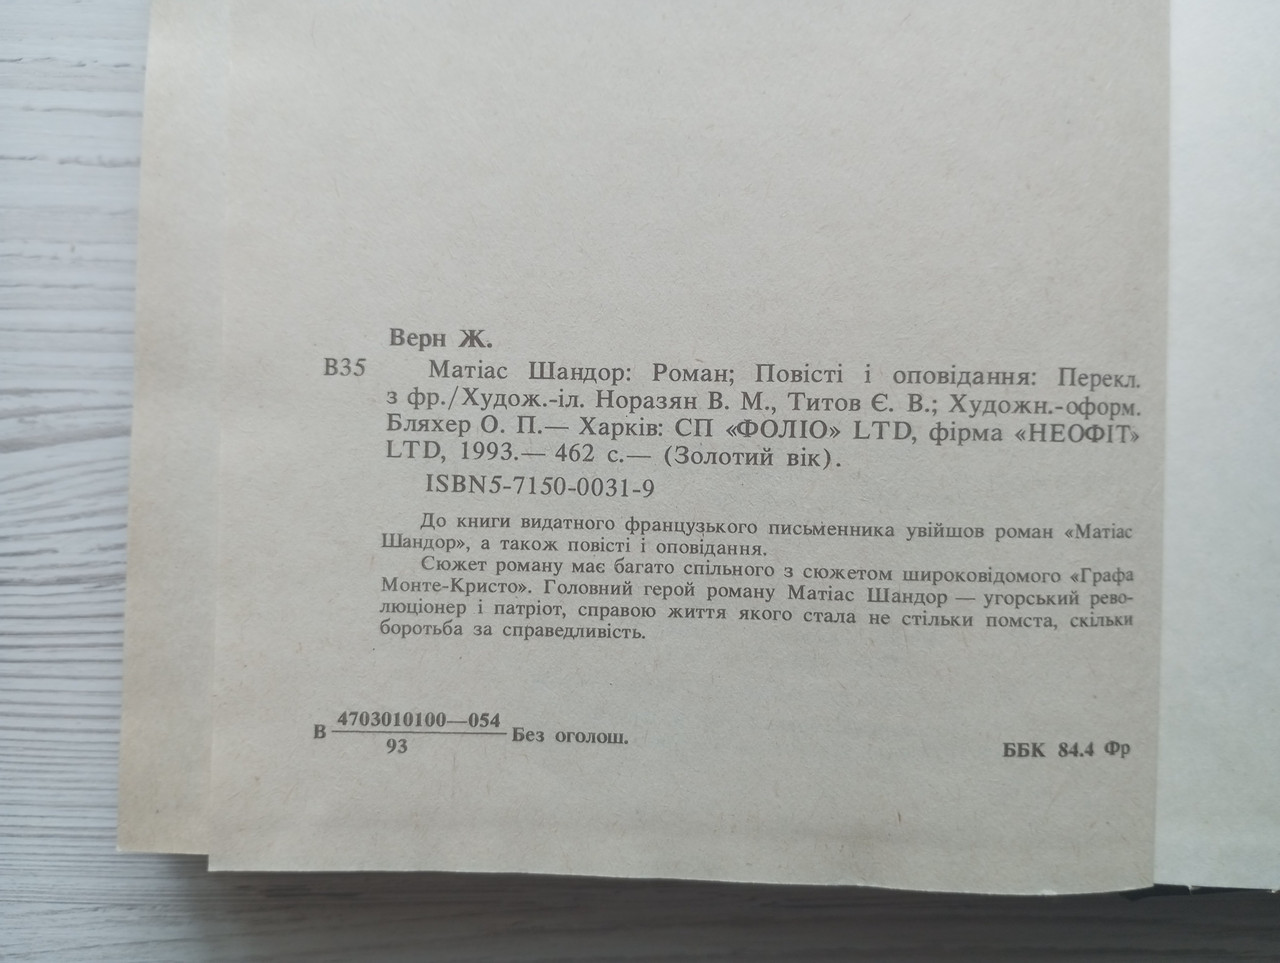 Верн Ж.
В35 Матіас Шандор: Роман; Повісті і оповідання: Перекл.
з фр./Худож.-іл. Норазян В. М., Титов Є. В.; Художн.-оформ.
Бляхер О. П.— Харків: СП «ФОЛІО» LTD, фірма «НЕОФІТ»
LTD, 1993.— 462 с.— (Золотий вік).
ISBN5-7150-0031-9
До книги видатного французького письменника увійшов роман «Матіас
Шандор», а також повісті і оповідання.
Сюжет роману має багато спільного з сюжетом широковідомого «Графа
Монте-Кристо». Головний герой роману Матіас Шандор — угорський рево-
люціонер і патріот, справою життя якого стала не стільки помста, скільки
боротьба за справедливість.
В 4703010100—054 Без оголош.
93
ББК 84.4 Фр